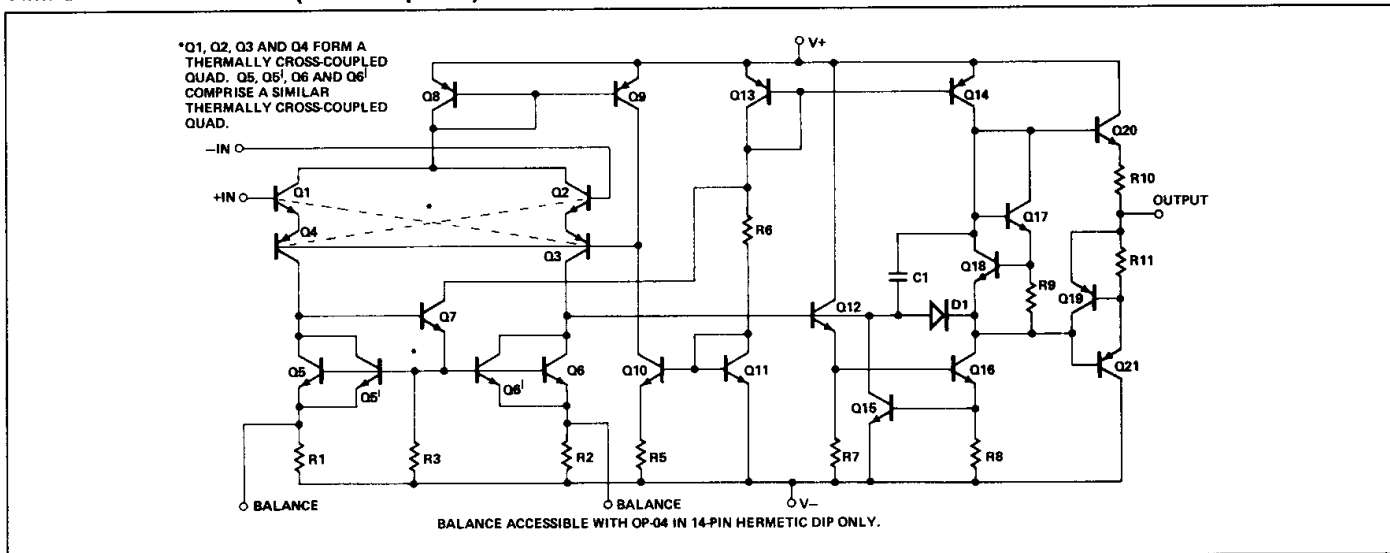 *Q1, Q2, Q3 AND Q4 FORM A
THERMALLY CROSS-COUPLED
QUAD. Q5, Q5|, Q6 AND Q6|
COMPRISE A SIMILAR
THERMALLY CROSS-COUPLED
QUAD.
V+
Q8
Q9
Q13
Q14
Q20
–IN
R10
+IN
Q1
Q2
*
Q17
OUTPUT
Q4
Q3
R6
Q18
R9
R11
C1
Q19
Q7
Q12
D1
*
Q5
Q5|
Q6|
Q6
Q10
Q11
Q16
Q21
Q15
R1
R3
R2
R5
R7
R8
BALANCE
BALANCE
V–
BALANCE ACCESSIBLE WITH OP-04 IN 14-PIN HERMETIC DIP ONLY.